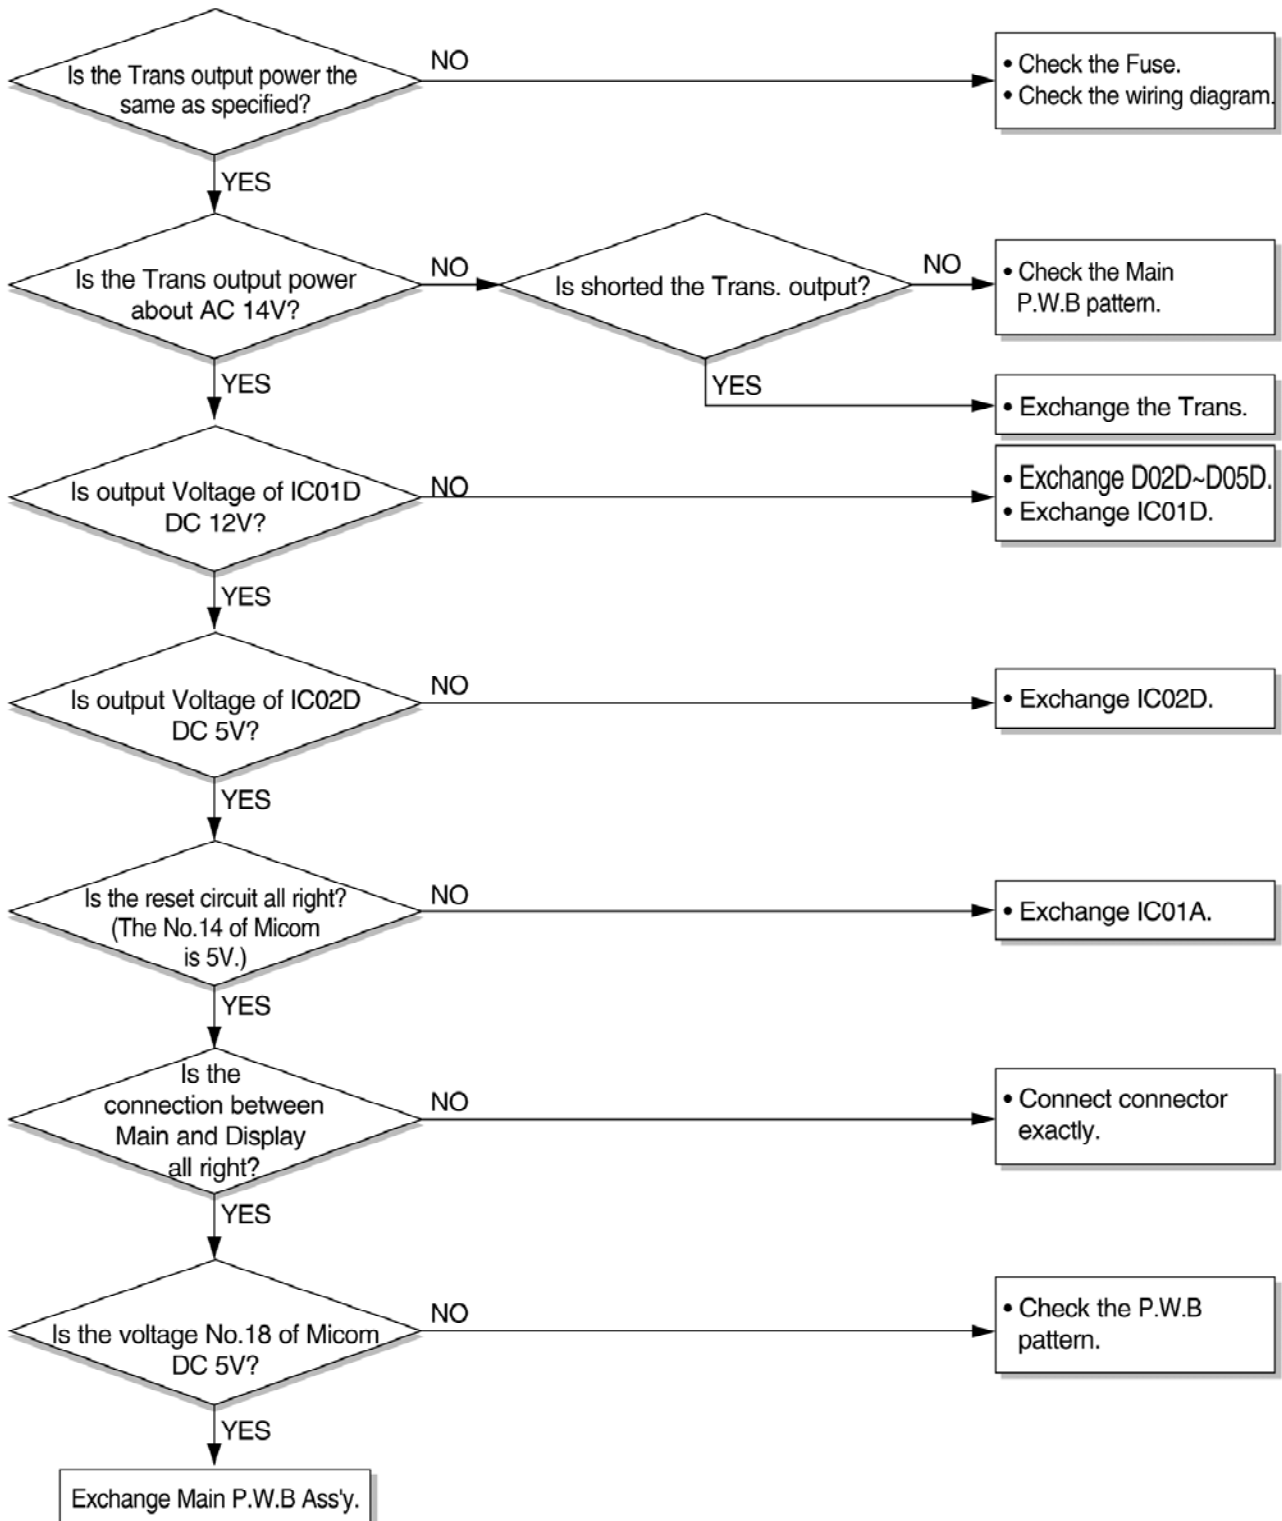 Is the Trans output power the
same as specified?
NO
• Check the Fuse.
• Check the wiring diagram.
YES
Is the Trans output power
about AC 14V?
NO
Is shorted the Trans. output?
NO
• Check the Main
P.W.B pattern.
YES
YES
• Exchange the Trans.
Is output Voltage of IC01D
DC 12V?
NO
• Exchange D02D~D05D.
• Exchange IC01D.
YES
Is output Voltage of IC02D
DC 5V?
NO
• Exchange IC02D.
YES
Is the reset circuit all right?
(The No.14 of Micom
is 5V.)
NO
• Exchange IC01A.
YES
Is the
connection between
Main and Display
all right?
NO
• Connect connector
exactly.
YES
Is the voltage No.18 of Micom
DC 5V?
NO
• Check the P.W.B
pattern.
YES
Exchange Main P.W.B Ass'y.